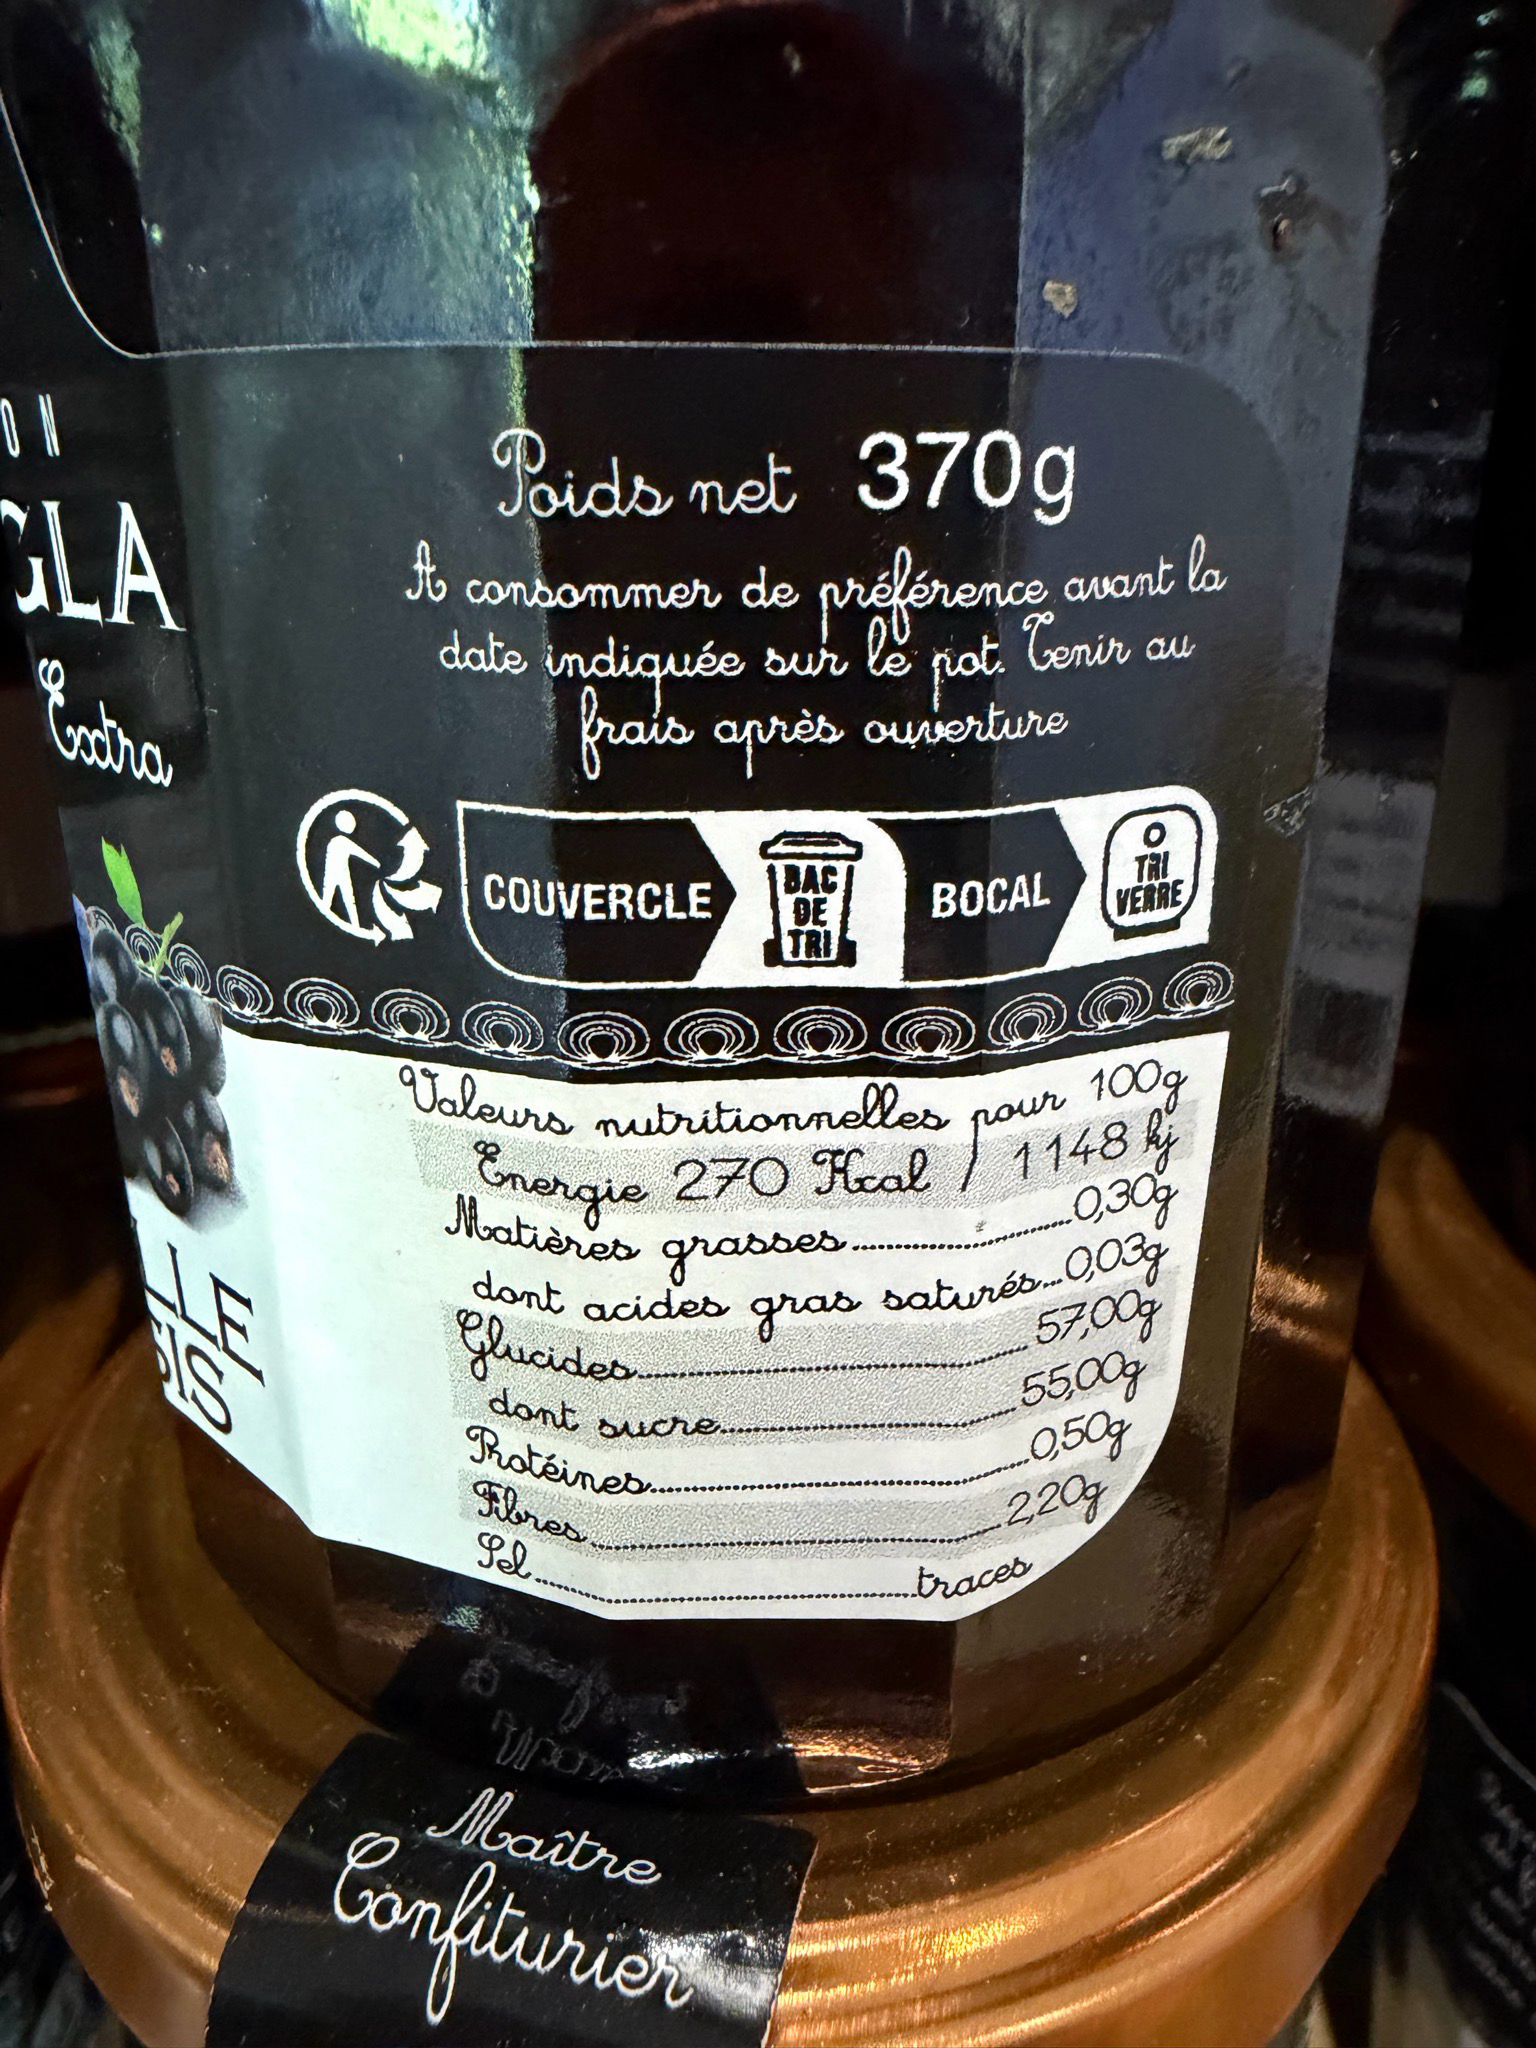 ON
GLA
Extra
Poids net 370g
A consommer de préférence avant la
date indiquée sur le pot. Tenir au
frais après ouverture
COUVERCLE
BAC
DE
TRI
BOCAL
TRI
VERRE
LLE
SIS
Valeurs nutritionnelles pour 100g
Energie 270 Kcal / 1148 kj
Matières grasses..........0,30g
dont acides gras saturés...0,03g
Glucides..........57,00g
dont sucre..........55,00g
Protéines..........0,50g
Fibres..........2,20g
Sel..........traces
Maître
Confiturier